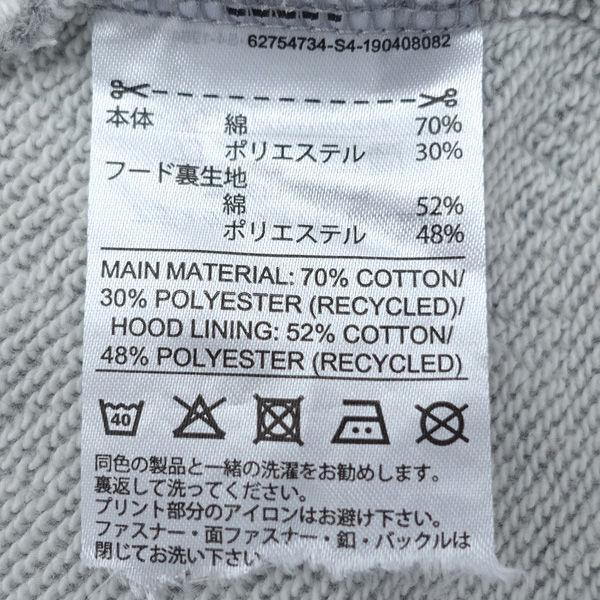 62754734-S4-190408082
本体 綿 70%
ポリエステル 30%
フード裏生地
綿 52%
ポリエステル 48%
MAIN MATERIAL: 70% COTTON/
30% POLYESTER (RECYCLED)/
HOOD LINING: 52% COTTON/
48% POLYESTER (RECYCLED)
40
同色の製品と一緒の洗濯をお勧めします。
裏返して洗ってください。
プリント部分のアイロンはお避け下さい。
ファスナー・面ファスナー・釦・バックルは
閉じてお洗い下さい